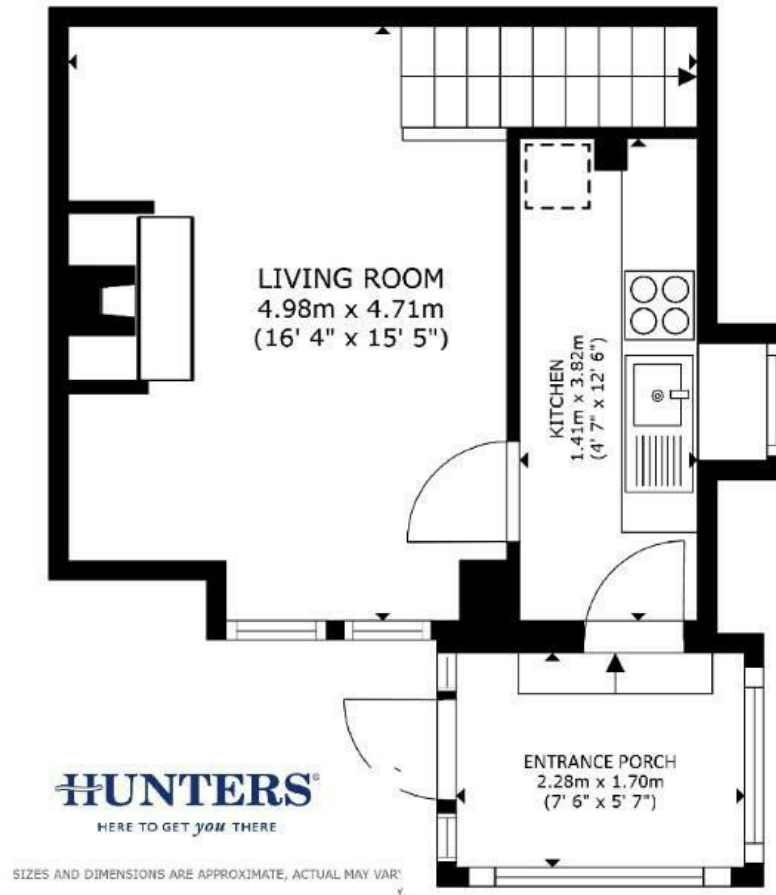 LIVING ROOM
4.98m x 4.71m
(16' 4" x 15' 5")
KITCHEN
1.41m x 3.82m
(4' 7" x 12' 6")
ENTRANCE PORCH
2.28m x 1.70m
(7' 6" x 5' 7")
HUNTERS®
HERE TO GET you THERE
SIZES AND DIMENSIONS ARE APPROXIMATE, ACTUAL MAY VARY